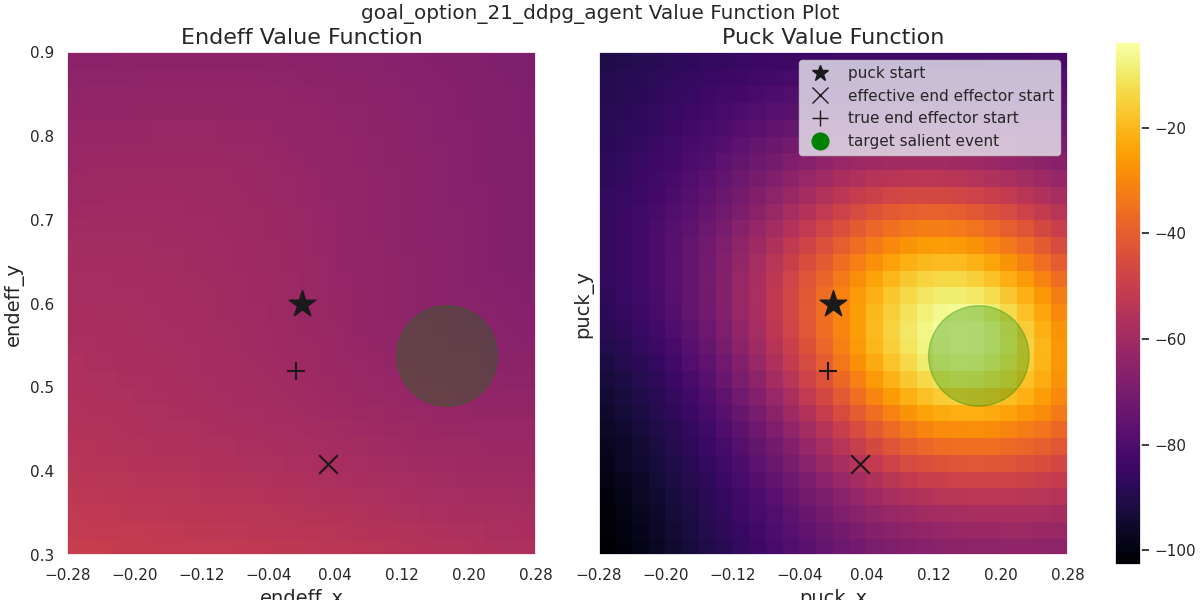 goal_option_21_ddpg_agent Value Function Plot
Endeff Value Function
Puck Value Function
puck start
effective end effector start
true end effector start
target salient event
endeff_y
0.9
0.8
0.7
0.6
0.5
0.4
0.3
−0.28 −0.20 −0.12 −0.04 0.04 0.12 0.20 0.28
endeff_x
puck_y
−0.28 −0.20 −0.12 −0.04 0.04 0.12 0.20 0.28
puck_x
−20
−40
−60
−80
−100